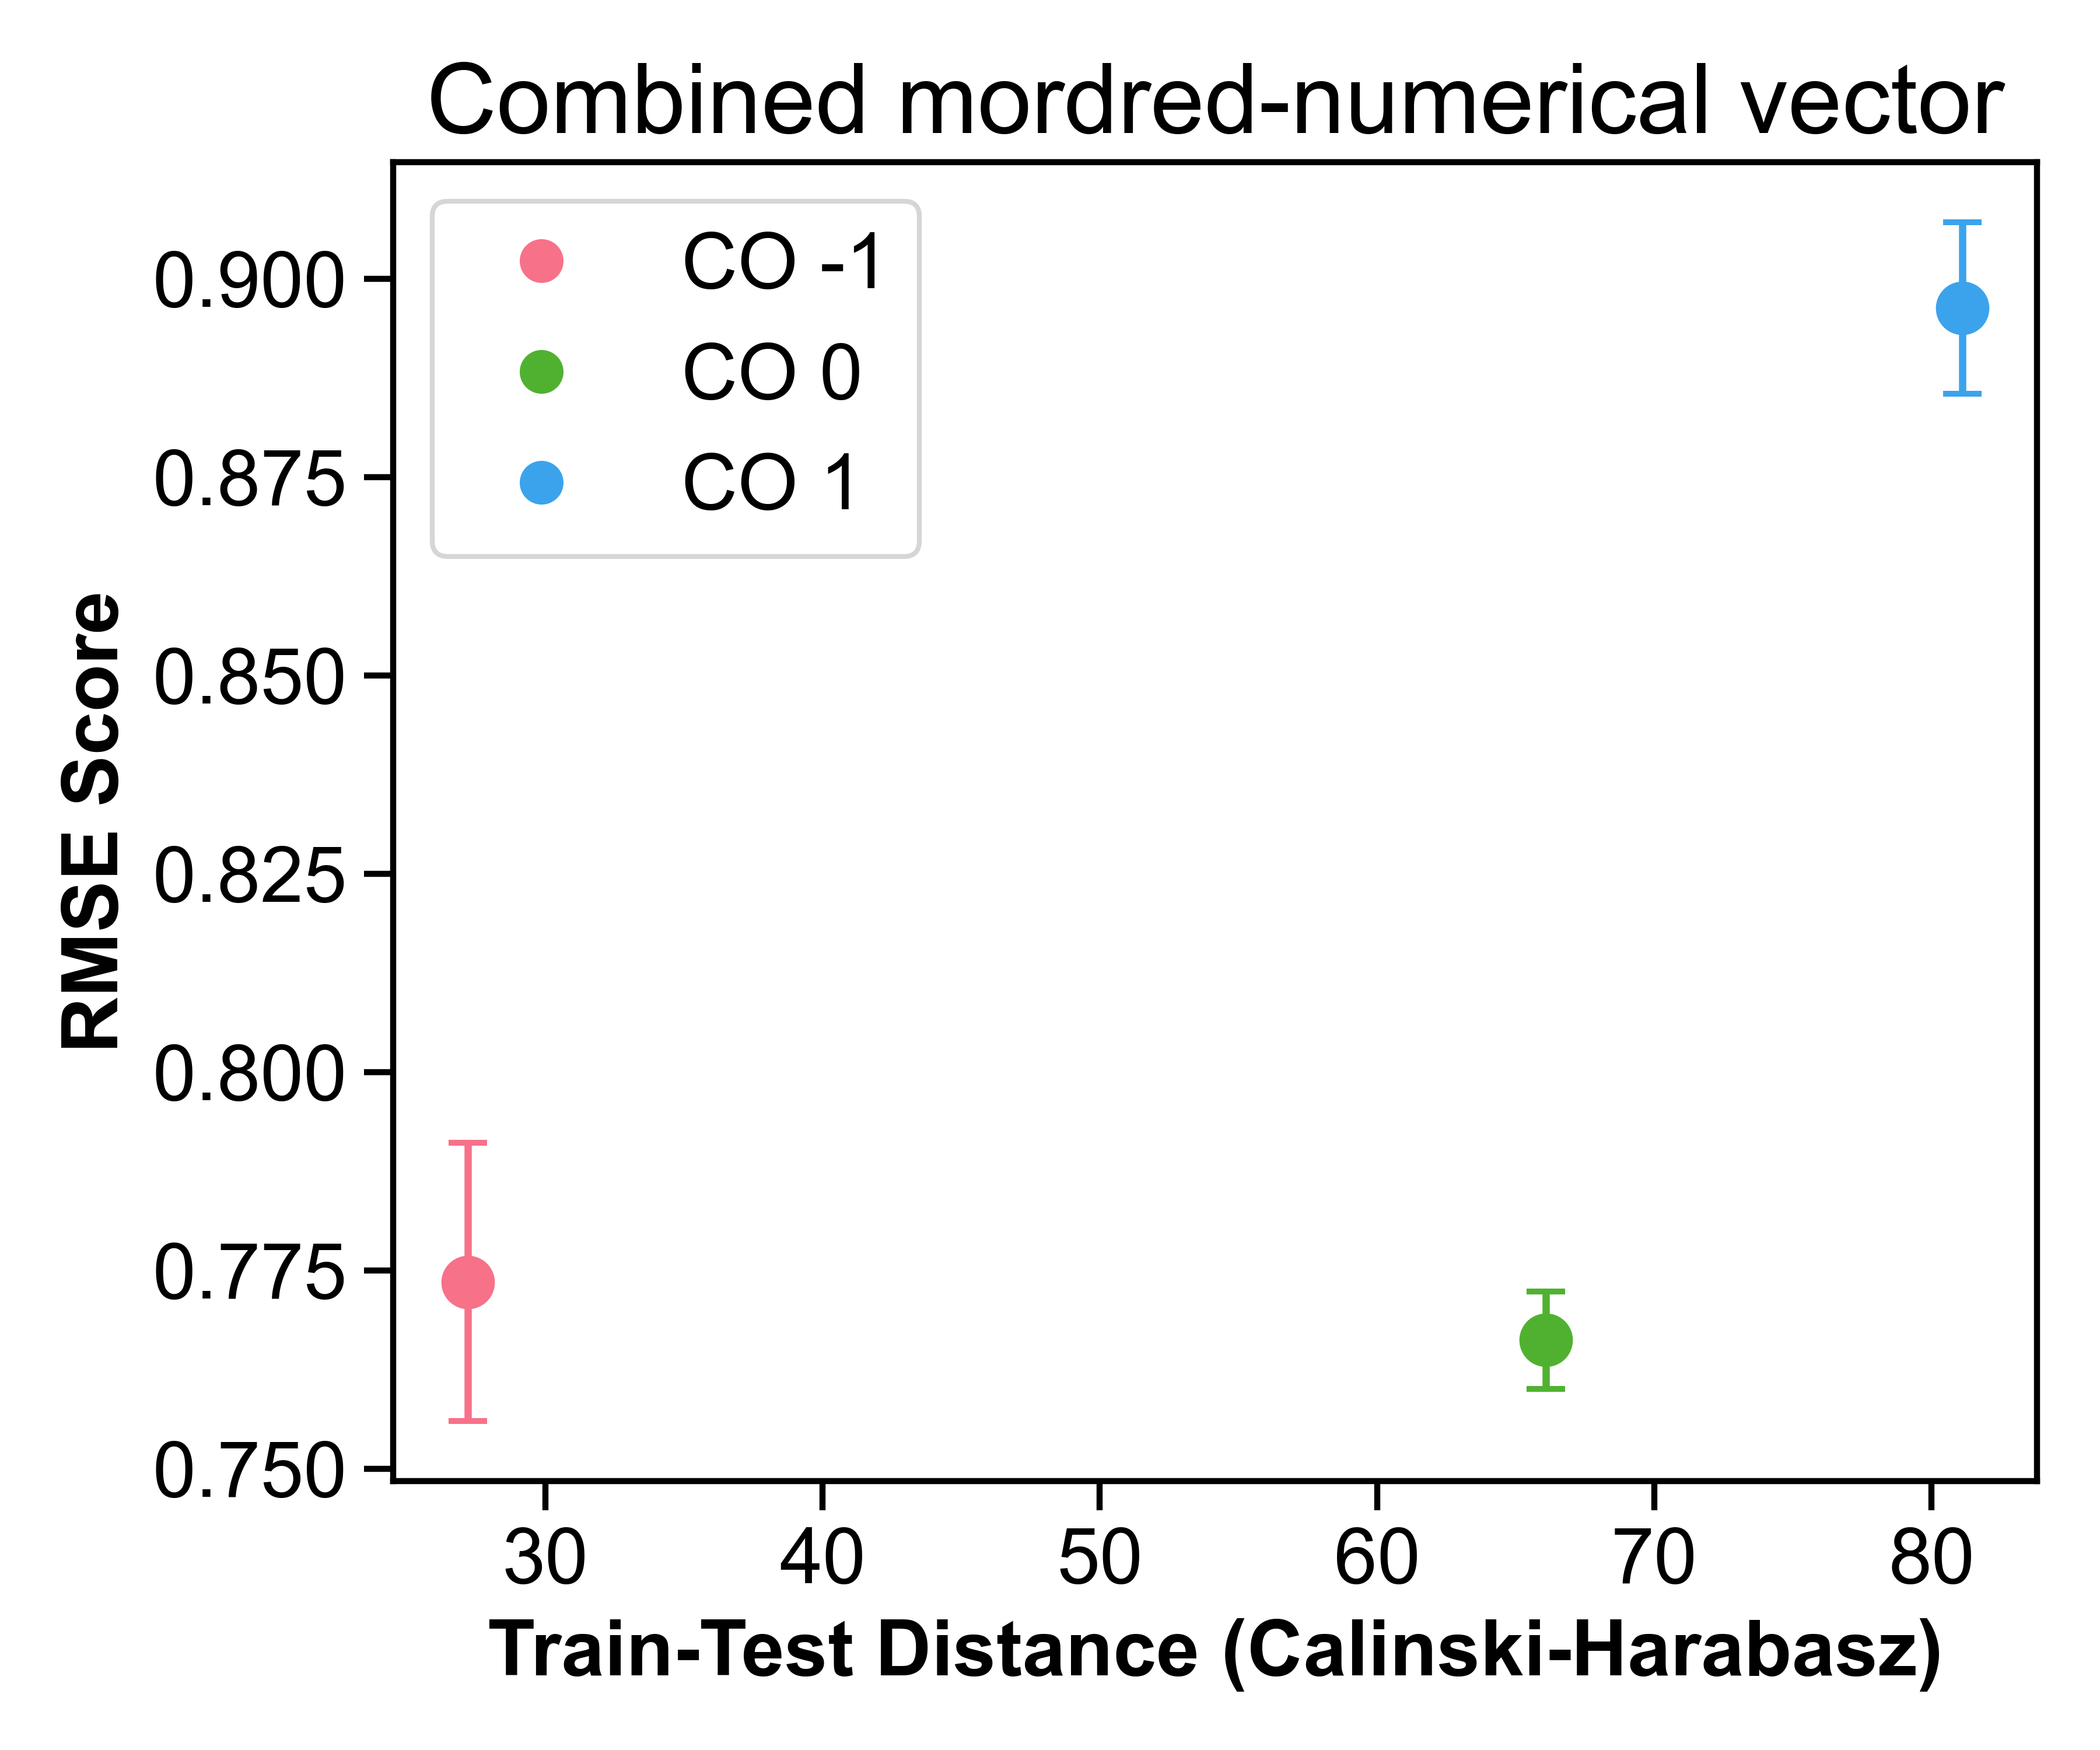 Combined mordred-numerical vector
CO -1
CO 0
CO 1
RMSE Score
0.900
0.875
0.850
0.825
0.800
0.775
0.750
30 40 50 60 70 80
Train-Test Distance (Calinski-Harabasz)